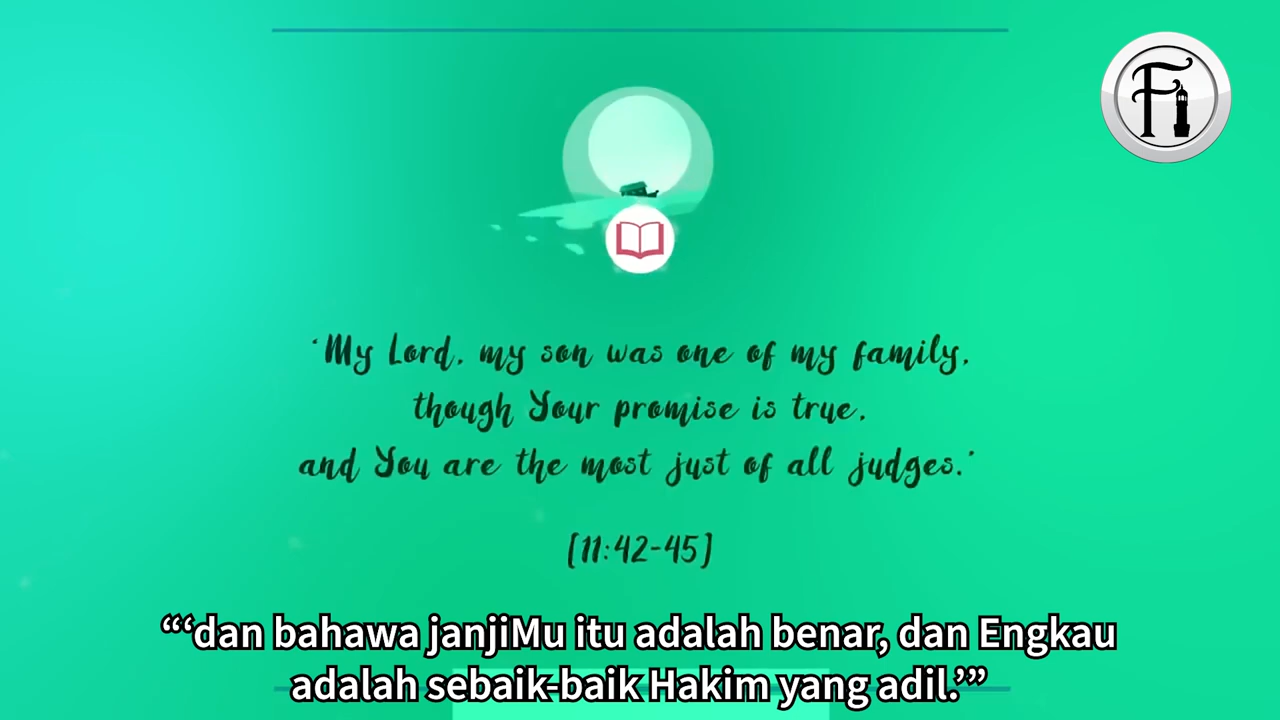 Fi
'My Lord, my son was one of my family,
though Your promise is true,
and You are the most just of all judges.'
[11:42-45]
“‘dan bahawa janjiMu itu adalah benar, dan Engkau
adalah sebaik-baik Hakim yang adil.’”